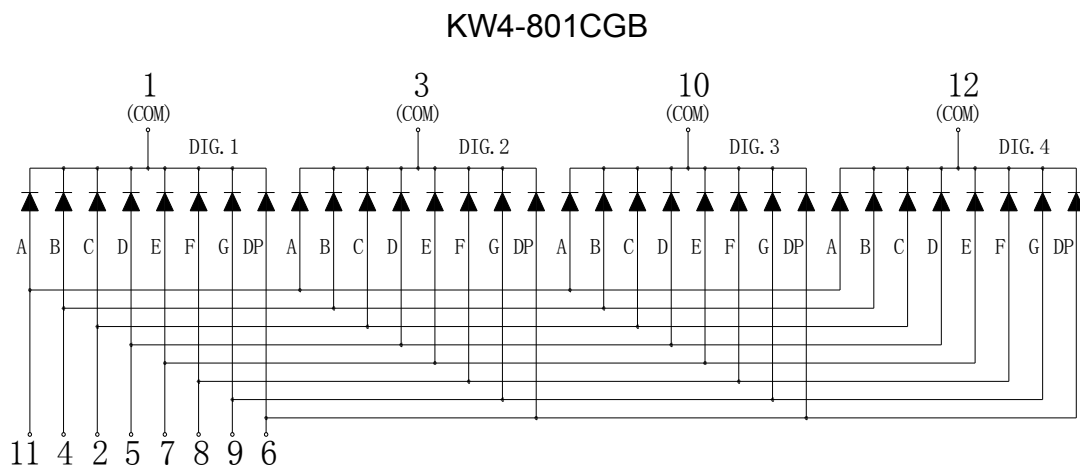 KW4-801CGB
1 3 10 12
(COM) (COM) (COM) (COM)
DIG.1 DIG.2 DIG.3 DIG.4
A B C D E F G DP A B C D E F G DP A B C D E F G DP A B C D E F G DP
11 4 2 5 7 8 9 6